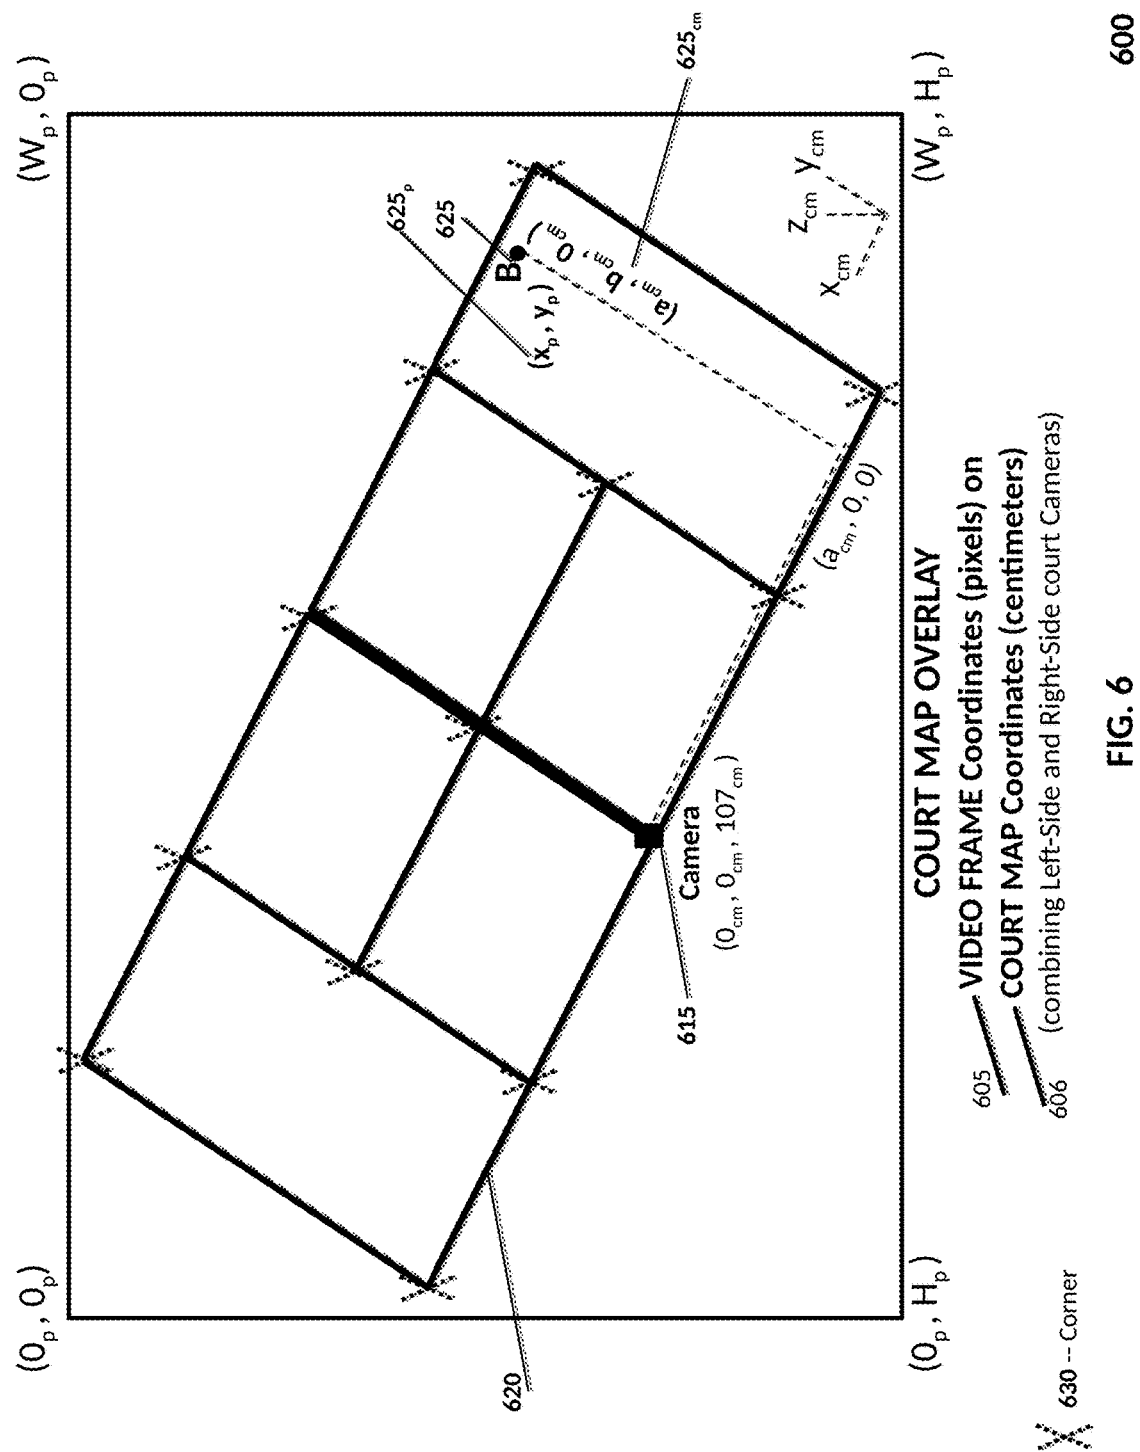 (0p , 0p)
(Wp , 0p)
625p
625
B
(xp , yp)
(acm , bcm , 0cm)
625cm
Zcm
Xcm
ycm
(acm , 0, 0)
Camera
(0cm , 0cm , 107cm)
615
620
(0p , Hp)
(Wp , Hp)
COURT MAP OVERLAY
605
VIDEO FRAME Coordinates (pixels) on
606
COURT MAP Coordinates (centimeters)
(combining Left-Side and Right-Side court Cameras)
630 -- Corner
FIG. 6
600